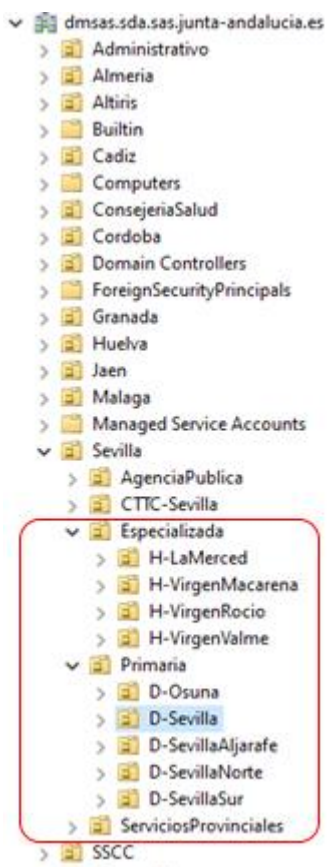 dmsas.sda.sas.junta-andalucia.es
Administrativo
Almeria
Altiris
Builtin
Cadiz
Computers
ConsejeriaSalud
Cordoba
Domain Controllers
ForeignSecurityPrincipals
Granada
Huelva
Jaen
Malaga
Managed Service Accounts
Sevilla
AgenciaPublica
CTTC-Sevilla
Especializada
H-LaMerced
H-VirgenMacarena
H-VirgenRocio
H-VirgenValme
Primaria
D-Osuna
D-Sevilla
D-SevillaAljarafe
D-SevillaNorte
D-SevillaSur
ServiciosProvinciales
SSCC